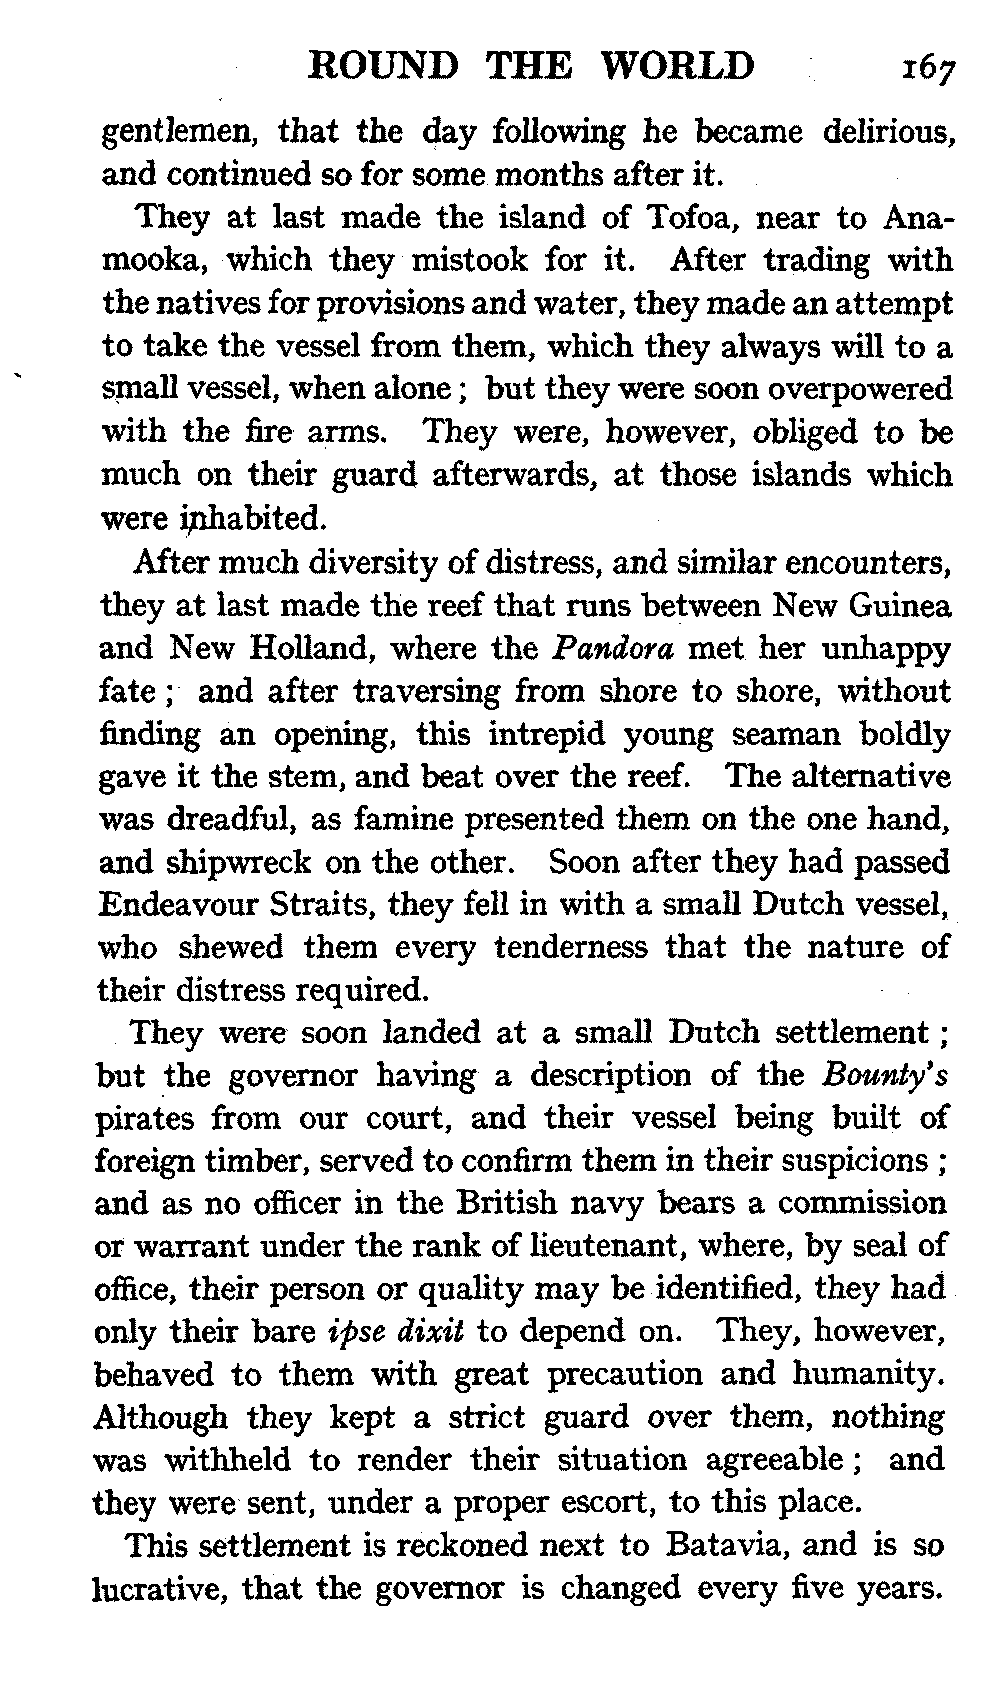 ROUND THE WORLD 167
gentlemen, that the day following he became delirious,
and continued so for some months after it.
They at last made the island of Tofoa, near to Ana-
mooka, which they mistook for it. After trading with
the natives for provisions and water, they made an attempt
to take the vessel from them, which they always will to a
small vessel, when alone ; but they were soon overpowered
with the fire arms. They were, however, obliged to be
much on their guard afterwards, at those islands which
were inhabited.
After much diversity of distress, and similar encounters,
they at last made the reef that runs between New Guinea
and New Holland, where the Pandora met her unhappy
fate ; and after traversing from shore to shore, without
finding an opening, this intrepid young seaman boldly
gave it the stem, and beat over the reef. The alternative
was dreadful, as famine presented them on the one hand,
and shipwreck on the other. Soon after they had passed
Endeavour Straits, they fell in with a small Dutch vessel,
who shewed them every tenderness that the nature of
their distress required.
They were soon landed at a small Dutch settlement ;
but the governor having a description of the Bounty's
pirates from our court, and their vessel being built of
foreign timber, served to confirm them in their suspicions ;
and as no officer in the British navy bears a commission
or warrant under the rank of lieutenant, where, by seal of
office, their person or quality may be identified, they had
only their bare ipse dixit to depend on. They, however,
behaved to them with great precaution and humanity.
Although they kept a strict guard over them, nothing
was withheld to render their situation agreeable ; and
they were sent, under a proper escort, to this place.
This settlement is reckoned next to Batavia, and is so
lucrative, that the governor is changed every five years.